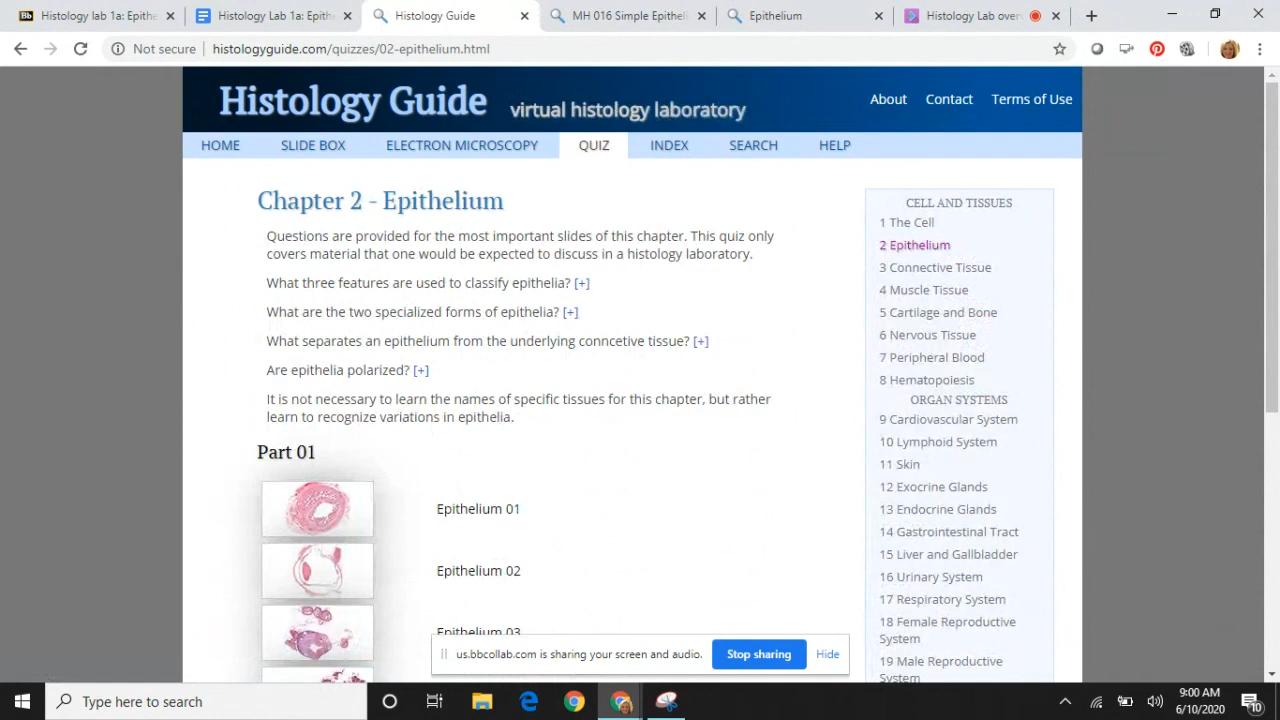 Bb Histology lab 1a: Epith
Histology Lab 1a: Epith
Histology Guide
MH 016 Simple Epitheli
Epithelium
Histology Lab over
Not secure histologyguide.com/quizzes/02-epithelium.html
Histology Guide virtual histology laboratory
About Contact Terms of Use
HOME SLIDE BOX ELECTRON MICROSCOPY QUIZ INDEX SEARCH HELP
Chapter 2 - Epithelium
Questions are provided for the most important slides of this chapter. This quiz only
covers material that one would be expected to discuss in a histology laboratory.
What three features are used to classify epithelia? [+]
What are the two specialized forms of epithelia? [+]
What separates an epithelium from the underlying conncetive tissue? [+]
Are epithelia polarized? [+]
It is not necessary to learn the names of specific tissues for this chapter, but rather
learn to recognize variations in epithelia.
Part 01
Epithelium 01
Epithelium 02
Epithelium 03
CELL AND TISSUES
1 The Cell
2 Epithelium
3 Connective Tissue
4 Muscle Tissue
5 Cartilage and Bone
6 Nervous Tissue
7 Peripheral Blood
8 Hematopoiesis
ORGAN SYSTEMS
9 Cardiovascular System
10 Lymphoid System
11 Skin
12 Exocrine Glands
13 Endocrine Glands
14 Gastrointestinal Tract
15 Liver and Gallbladder
16 Urinary System
17 Respiratory System
18 Female Reproductive
System
19 Male Reproductive
System
us.bbcollab.com is sharing your screen and audio. Stop sharing Hide
Type here to search
9:00 AM
6/10/2020
10